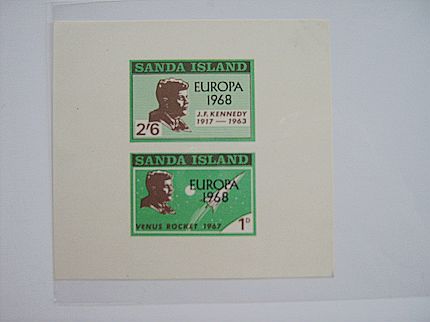 SANDA ISLAND
EUROPA
1968
J.F. KENNEDY
1917 — 1963
2'6
SANDA ISLAND
EUROPA
1968
VENUS ROCKET 1967
1D